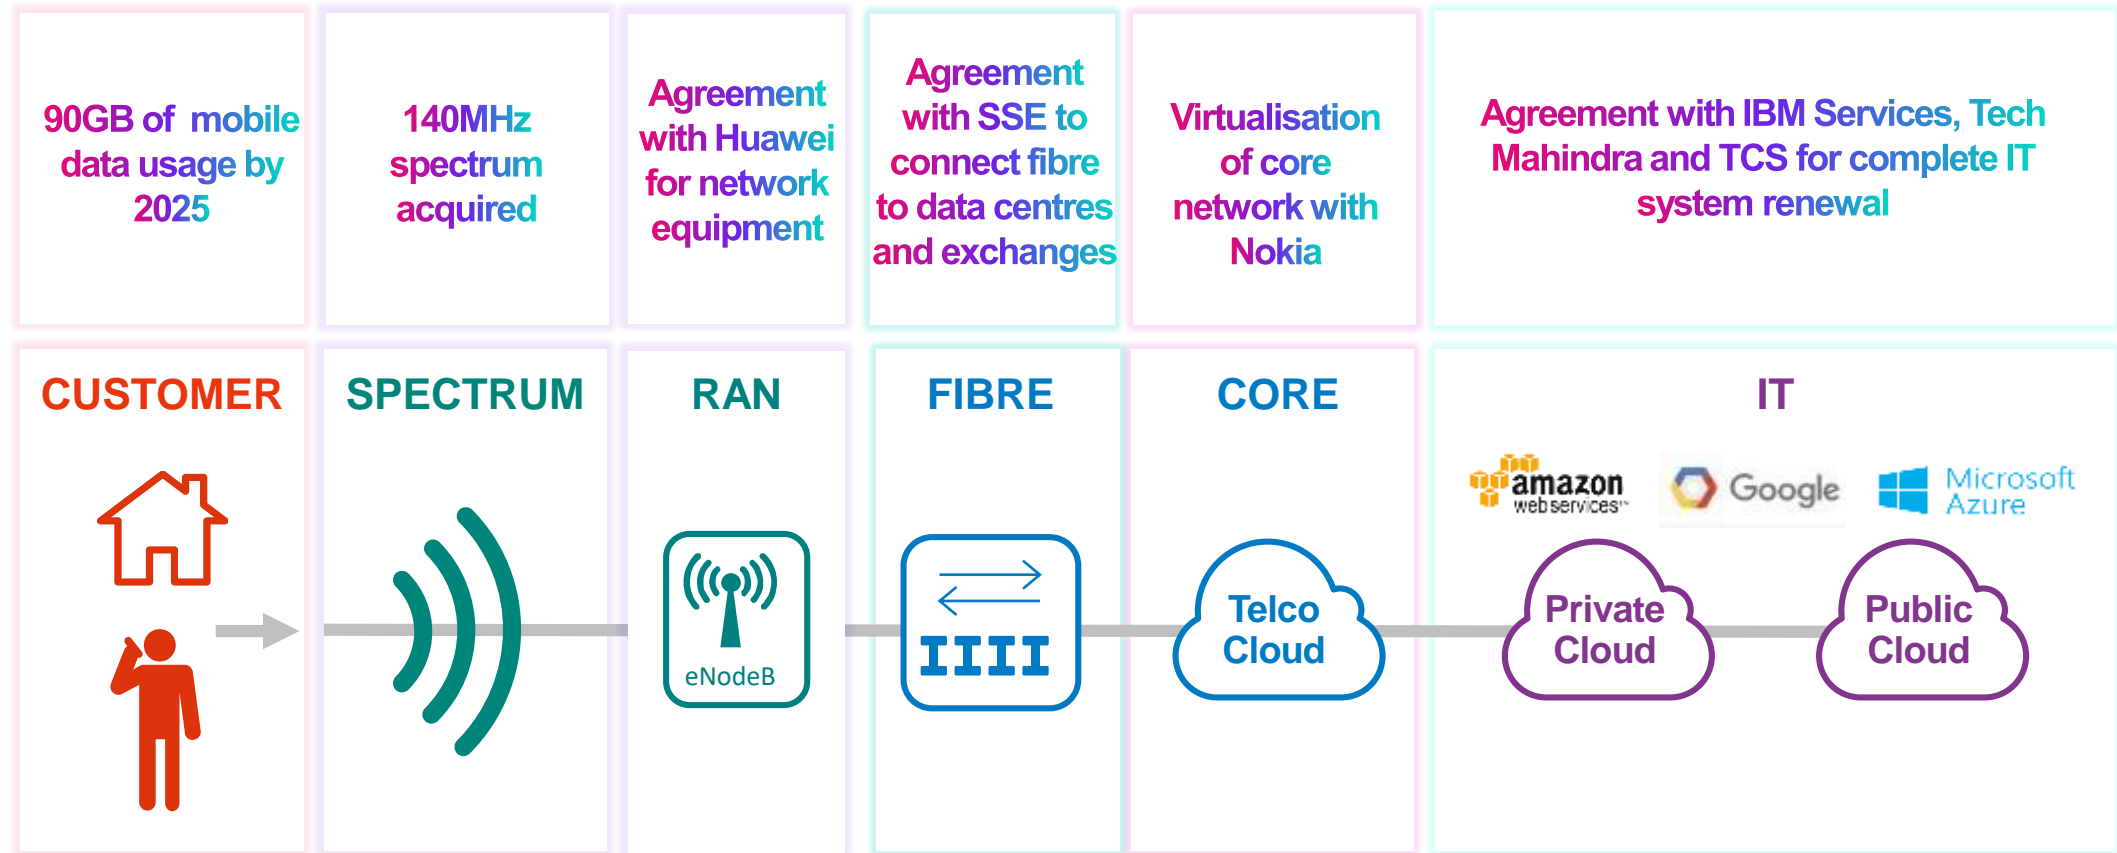 90GB of mobile
data usage by
2025
140MHz
spectrum
acquired
Agreement
with Huawei
for network
equipment
Agreement
with SSE to
connect fibre
to data centres
and exchanges
Virtualisation
of core
network with
Nokia
Agreement with IBM Services, Tech
Mahindra and TCS for complete IT
system renewal
CUSTOMER
SPECTRUM
RAN
eNodeB
FIBRE
CORE
Telco
Cloud
IT
amazon
webservices™
Google
Microsoft
Azure
Private
Cloud
Public
Cloud